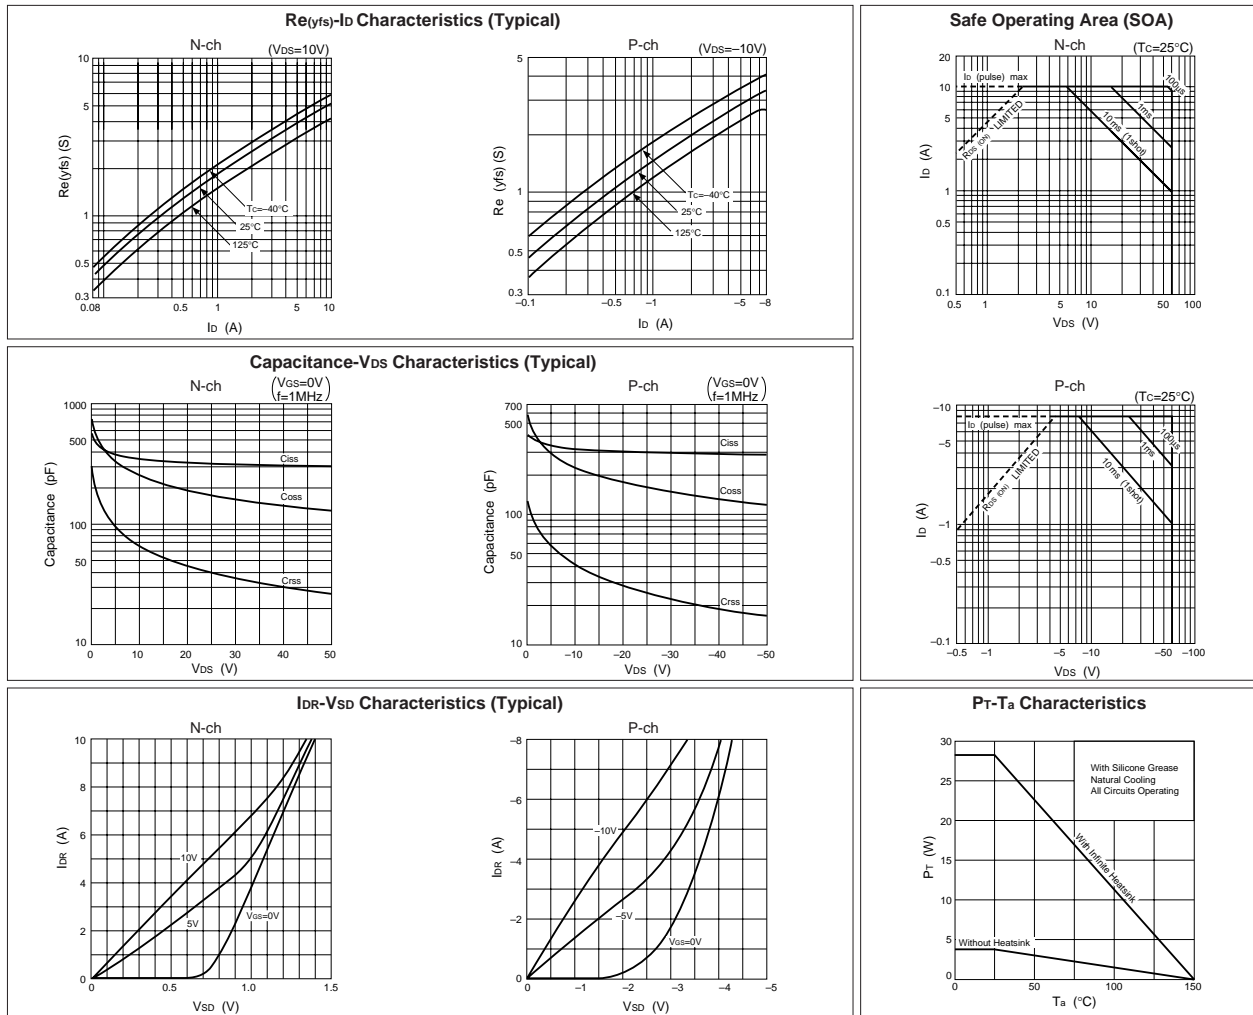 Re(yfs)-ID Characteristics (Typical)
N-ch
(VDS=10V)
10
5
1
0.5
0.3
Re(yfs) (S)
TC=–40°C
25°C
125°C
0.08
0.5
1
5
10
ID (A)
P-ch
(VDS=–10V)
5
1
0.5
0.3
Re (yfs) (S)
TC=–40°C
25°C
125°C
–0.1
–0.5
–1
–5
–8
ID (A)
Safe Operating Area (SOA)
N-ch
(TC=25°C)
20
10
5
1
0.5
0.1
ID (A)
ID (pulse) max
RDS (ON) LIMITED
100µs
1ms
10ms (1shot)
0.5
1
5
10
50
100
VDS (V)
P-ch
(TC=25°C)
–10
–5
–1
–0.5
–0.1
ID (A)
ID (pulse) max
RDS (ON) LIMITED
100µs
1ms
10ms (1shot)
–0.5
–1
–5
–10
–50
–100
VDS (V)
Capacitance-VDS Characteristics (Typical)
N-ch
(VGS=0V
f=1MHz)
1000
500
100
50
10
Capacitance (pF)
Ciss
Coss
Crss
0
10
20
30
40
50
VDS (V)
P-ch
(VGS=0V
f=1MHz)
700
500
100
50
10
Capacitance (pF)
Ciss
Coss
Crss
0
–10
–20
–30
–40
–50
VDS (V)
IDR-VSD Characteristics (Typical)
N-ch
10
8
6
4
2
0
IDR (A)
10V
5V
VGS=0V
0
0.5
1.0
1.5
VSD (V)
P-ch
–8
–6
–4
–2
0
IDR (A)
–10V
–5V
VGS=0V
0
–1
–2
–3
–4
–5
VSD (V)
PT-Ta Characteristics
30
25
20
15
10
5
0
PT (W)
With Silicone Grease
Natural Cooling
All Circuits Operating
With Infinite Heatsink
Without Heatsink
0
50
100
150
Ta (°C)